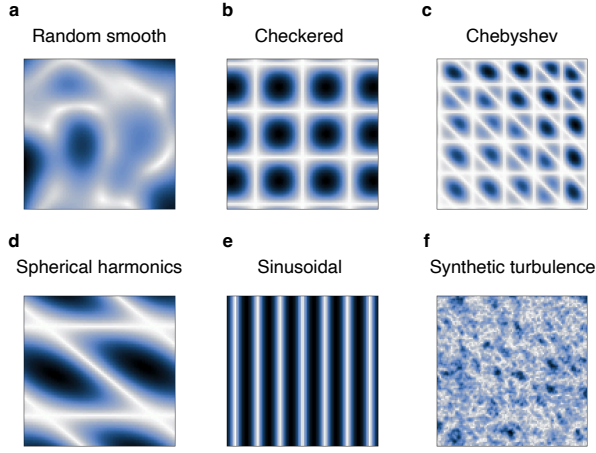 a
Random smooth
b
Checkered
c
Chebyshev
d
Spherical harmonics
e
Sinusoidal
f
Synthetic turbulence